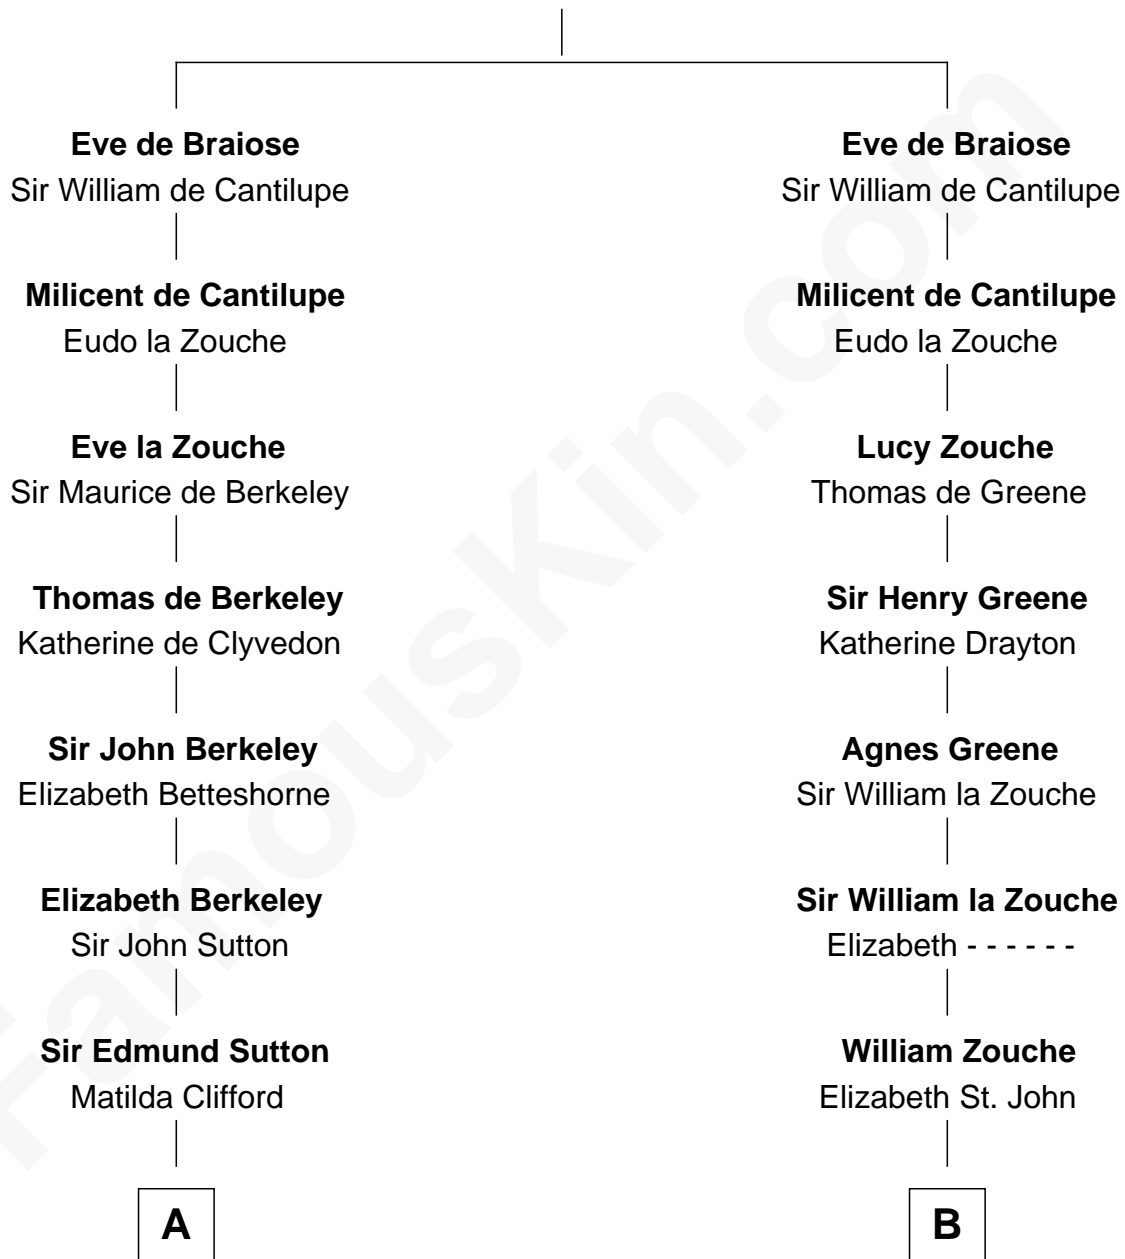 Eve de Braiose
Sir William de Cantilupe
Milicent de Cantilupe
Eudo la Zouche
Eve la Zouche
Sir Maurice de Berkeley
Thomas de Berkeley
Katherine de Clyvedon
Sir John Berkeley
Elizabeth Betteshorne
Elizabeth Berkeley
Sir John Sutton
Sir Edmund Sutton
Matilda Clifford
A
Eve de Braiose
Sir William de Cantilupe
Milicent de Cantilupe
Eudo la Zouche
Lucy Zouche
Thomas de Greene
Sir Henry Greene
Katherine Drayton
Agnes Greene
Sir William la Zouche
Sir William la Zouche
Elizabeth - - - - - -
William Zouche
Elizabeth St. John
B
FamousKin.com